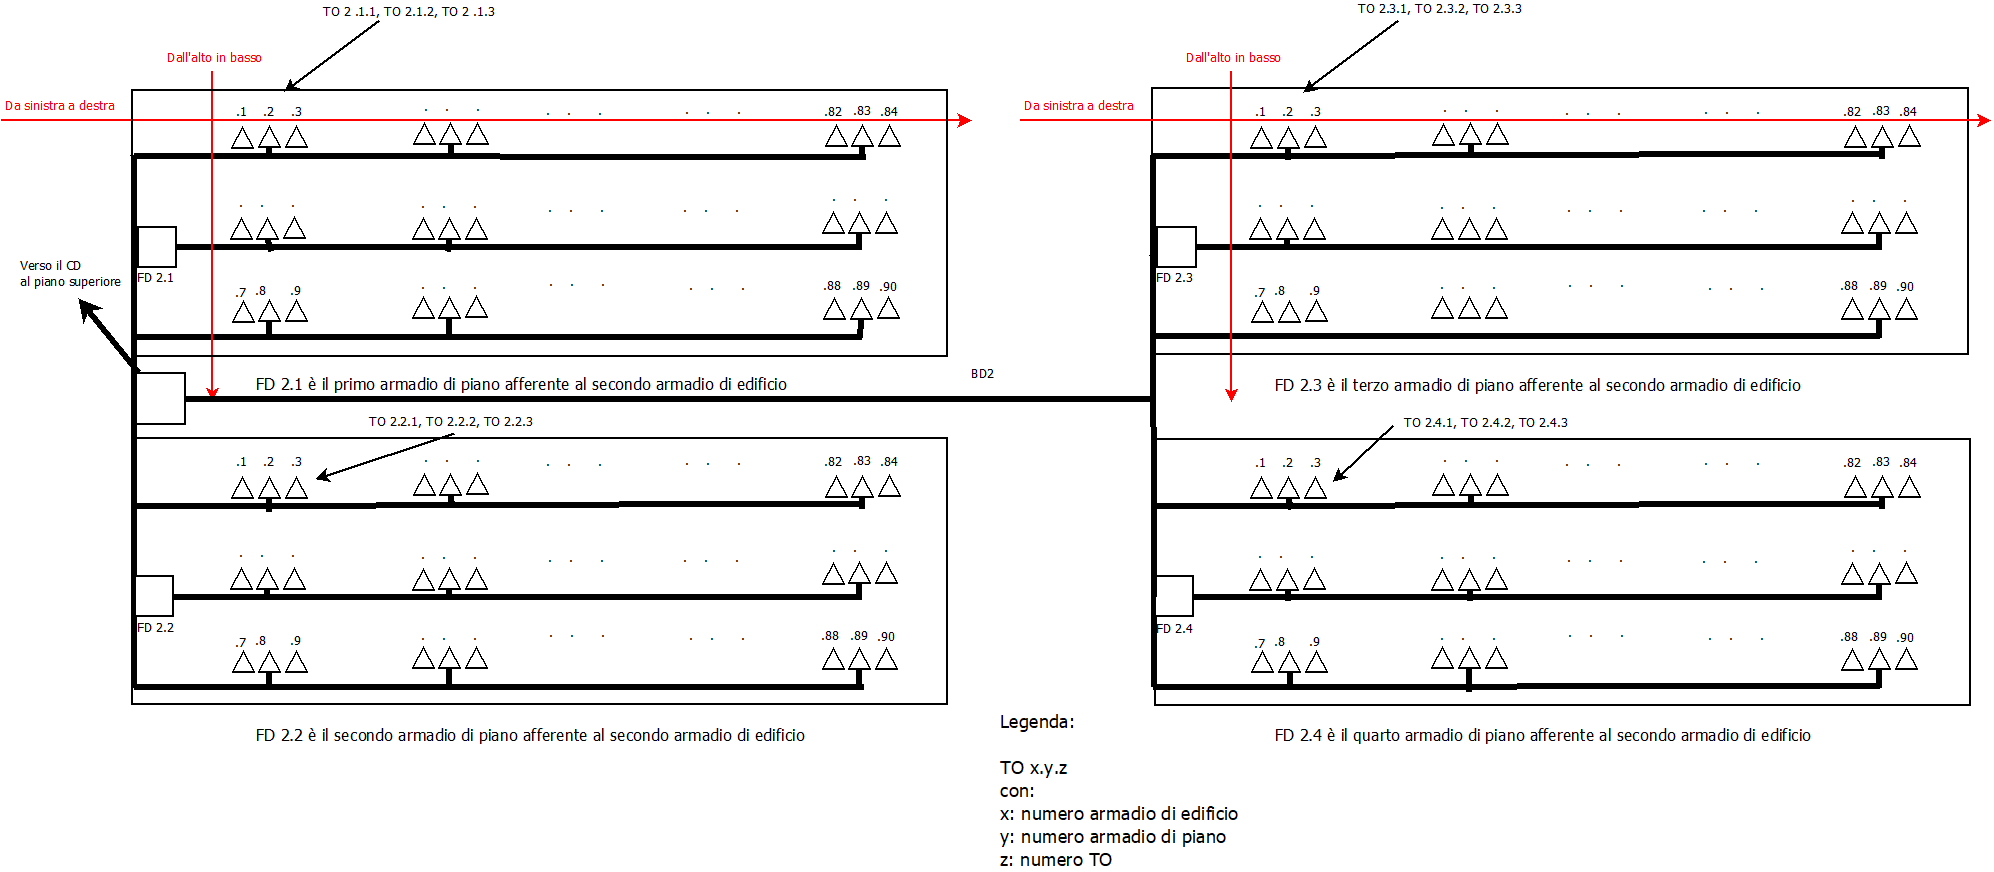 TO 2 .1.1, TO 2.1.2, TO 2 .1.3
TO 2.3.1, TO 2.3.2, TO 2.3.3
Dall'alto in basso
Dall'alto in basso
Da sinistra a destra
Da sinistra a destra
.1 .2 .3 .82 .83 .84
.1 .2 .3 .82 .83 .84
FD 2.1
FD 2.3
Verso il CD
al piano superiore
.7 .8 .9 .88 .89 .90
.7 .8 .9 .88 .89 .90
BD2
FD 2.1 è il primo armadio di piano afferente al secondo armadio di edificio
FD 2.3 è il terzo armadio di piano afferente al secondo armadio di edificio
TO 2.2.1, TO 2.2.2, TO 2.2.3
TO 2.4.1, TO 2.4.2, TO 2.4.3
.1 .2 .3 .82 .83 .84
.1 .2 .3 .82 .83 .84
FD 2.2
FD 2.4
.7 .8 .9 .88 .89 .90
.7 .8 .9 .88 .89 .90
FD 2.2 è il secondo armadio di piano afferente al secondo armadio di edificio
FD 2.4 è il quarto armadio di piano afferente al secondo armadio di edificio
Legenda:
TO x.y.z
con:
x: numero armadio di edificio
y: numero armadio di piano
z: numero TO